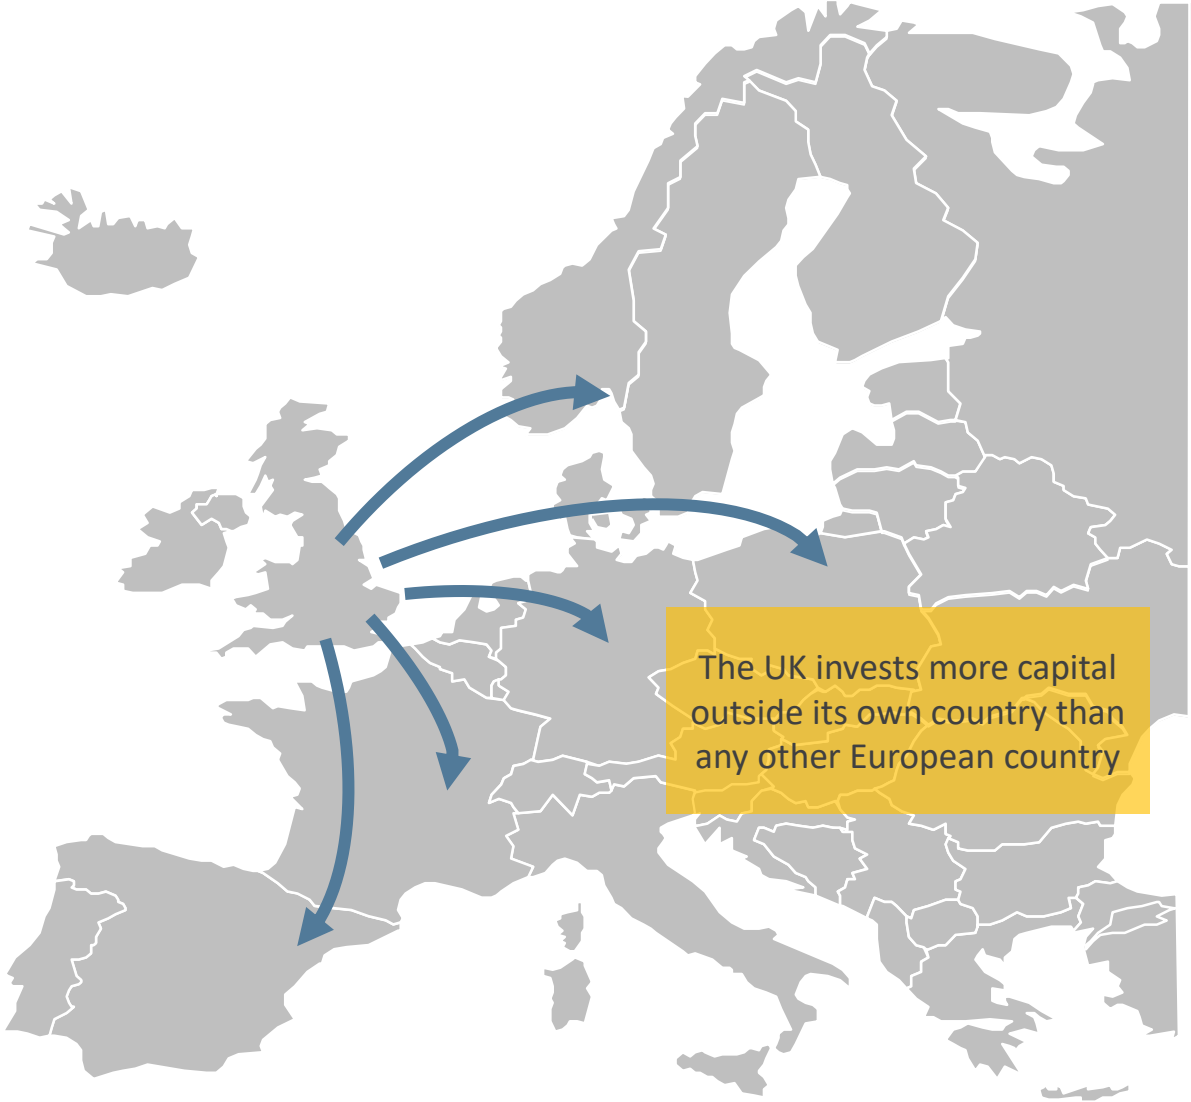 The UK invests more capital
outside its own country than
any other European country